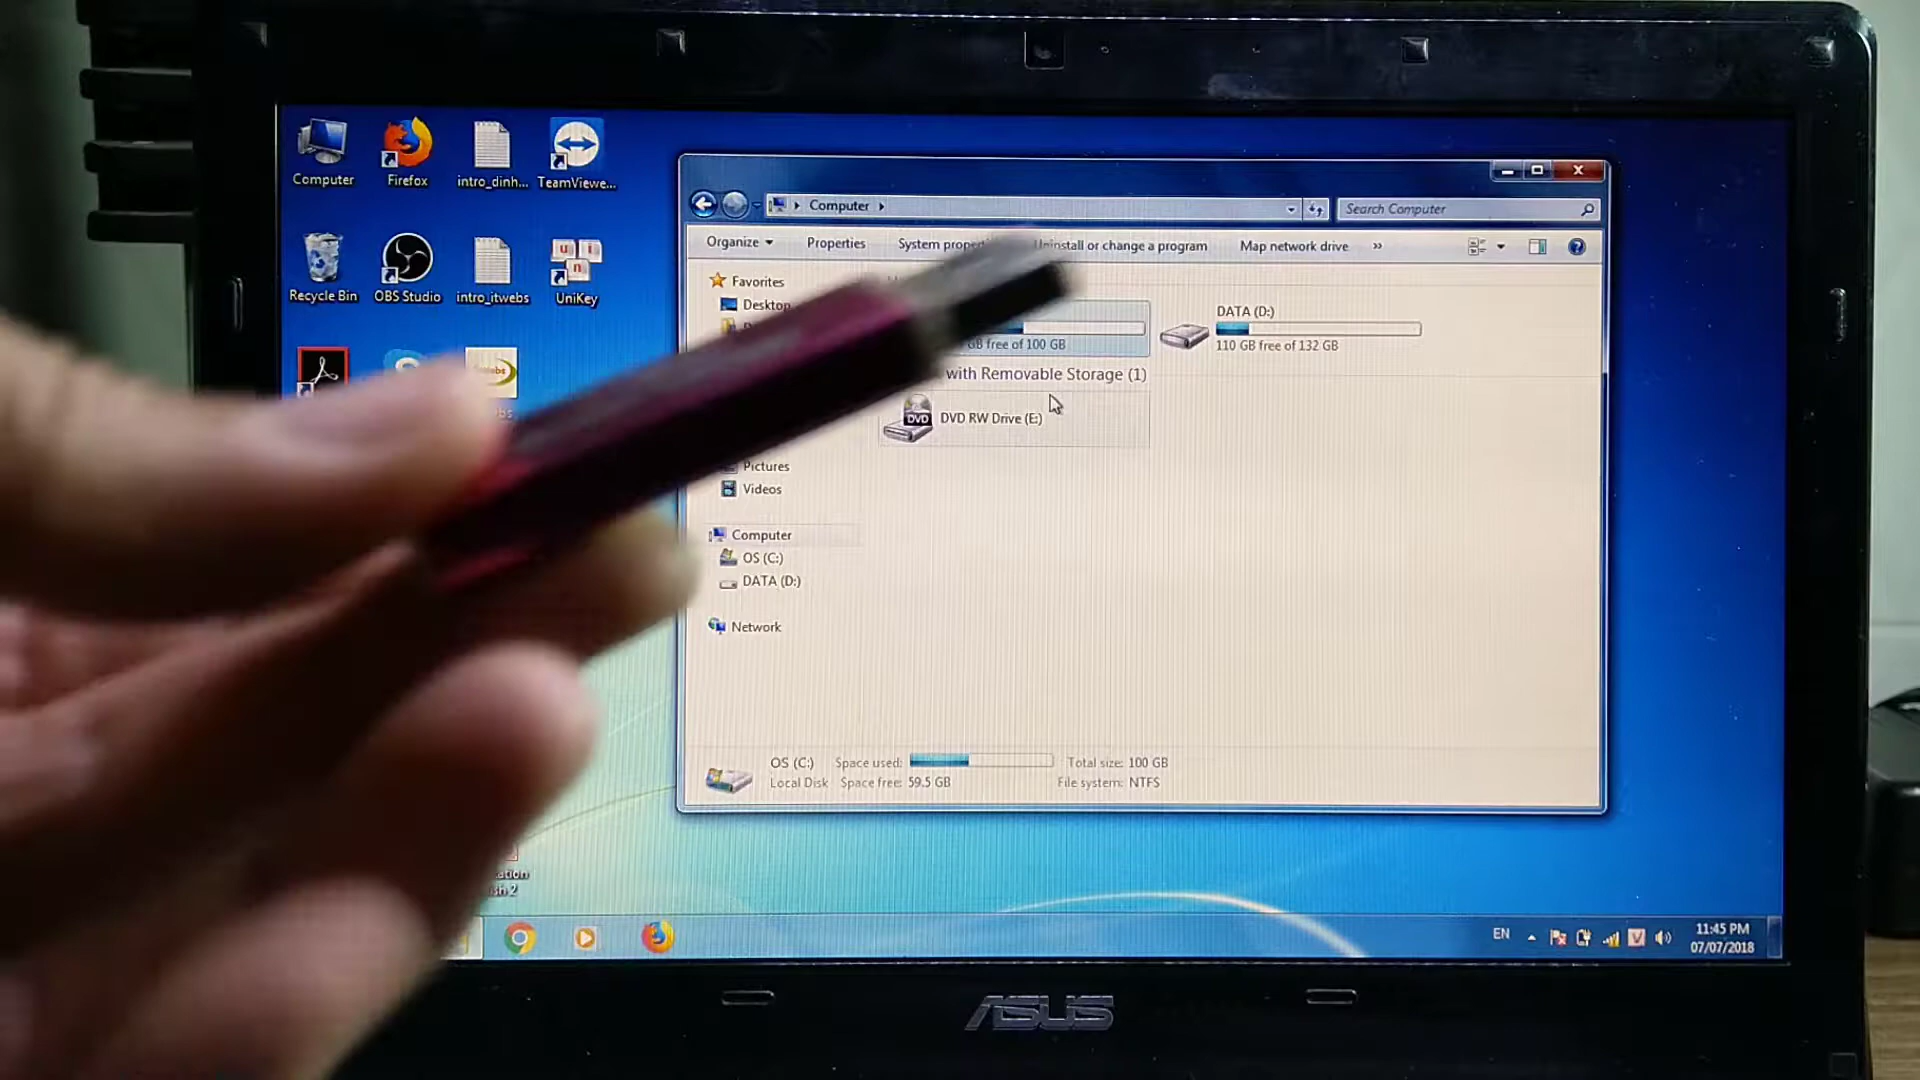 Computer
Firefox
intro_dinh...
TeamViewe...
Recycle Bin
OBS Studio
intro_itwebs
UniKey
Computer
Search Computer
Organize
Properties
System prope
Uninstall or change a program
Map network drive
»
Favorites
Desktop
GB free of 100 GB
DATA (D:)
110 GB free of 132 GB
with Removable Storage (1)
DVD
DVD RW Drive (E:)
Pictures
Videos
Computer
OS (C:)
DATA (D:)
Network
OS (C:)
Space used:
Total size: 100 GB
Local Disk
Space free: 59.5 GB
File system: NTFS
EN
V
11:45 PM
07/07/2018
ASUS